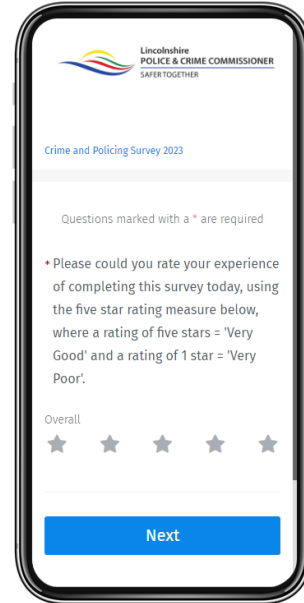 Lincolnshire
POLICE & CRIME COMMISSIONER
SAFER TOGETHER
Crime and Policing Survey 2023
Questions marked with a * are required
* Please could you rate your experience
of completing this survey today, using
the five star rating measure below,
where a rating of five stars = 'Very
Good' and a rating of 1 star = 'Very
Poor'.
Overall
Next